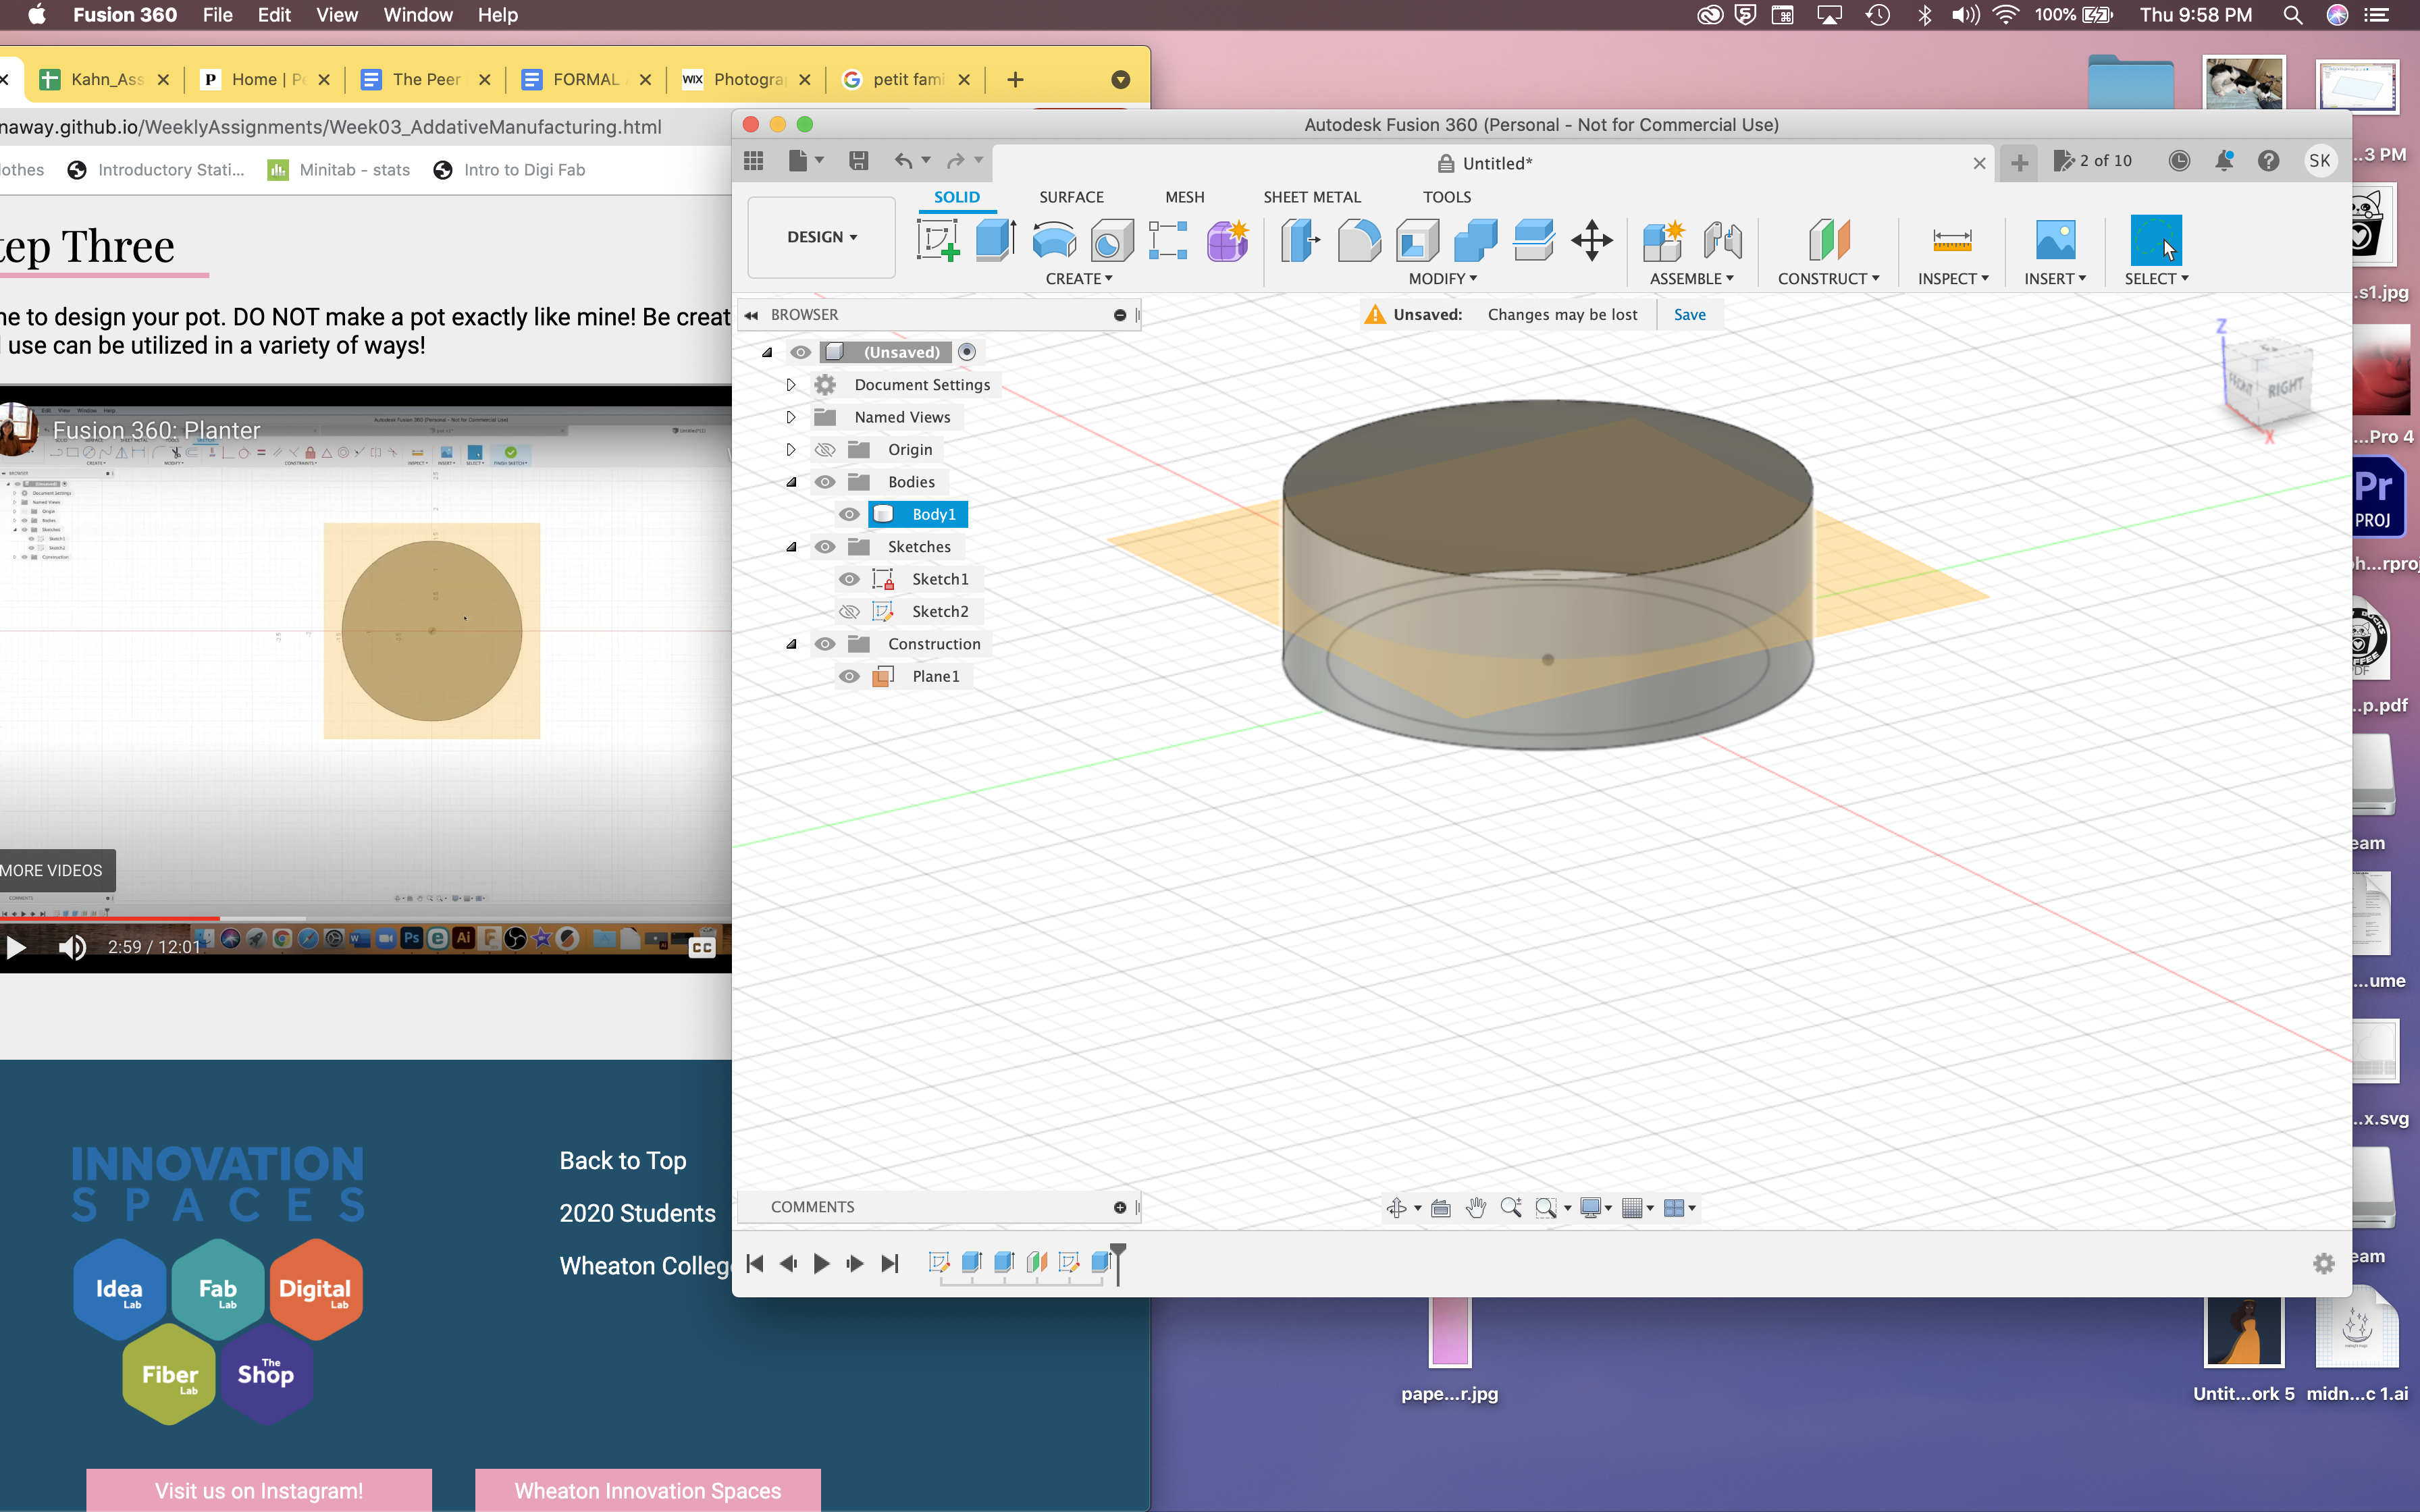 Fusion 360 File Edit View Window Help
100% Thu 9:58 PM
Kahn_Ass
Home | Pe
The Peer
FORMAL
WIX Photogra
petit fami
naway.github.io/WeeklyAssignments/Week03_AddativeManufacturing.html
lothes
Introductory Stati...
Minitab - stats
Intro to Digi Fab
tep Three
ne to design your pot. DO NOT make a pot exactly like mine! Be creat
l use can be utilized in a variety of ways!
Fusion 360: Planter
MORE VIDEOS
2:59 / 12:01
CC
INNOVATION
SPACES
Idea
Lab
Fab
Lab
Digital
Lab
Fiber
Lab
The
Shop
Back to Top
2020 Students
Wheaton Colleg
Visit us on Instagram!
Wheaton Innovation Spaces
Autodesk Fusion 360 (Personal - Not for Commercial Use)
Untitled*
2 of 10
SK
DESIGN
SOLID
SURFACE
MESH
SHEET METAL
TOOLS
CREATE
MODIFY
ASSEMBLE
CONSTRUCT
INSPECT
INSERT
SELECT
BROWSER
Unsaved: Changes may be lost Save
(Unsaved)
Document Settings
Named Views
Origin
Bodies
Body1
Sketches
Sketch1
Sketch2
Construction
Plane1
Z
FRONT
RIGHT
X
COMMENTS
...3 PM
...s1.jpg
...Pro 4
Pr
PROJ
h...rproj
PDF
...p.pdf
eam
...ume
...x.svg
eam
pape...r.jpg
Untit...ork 5
midn...c 1.ai